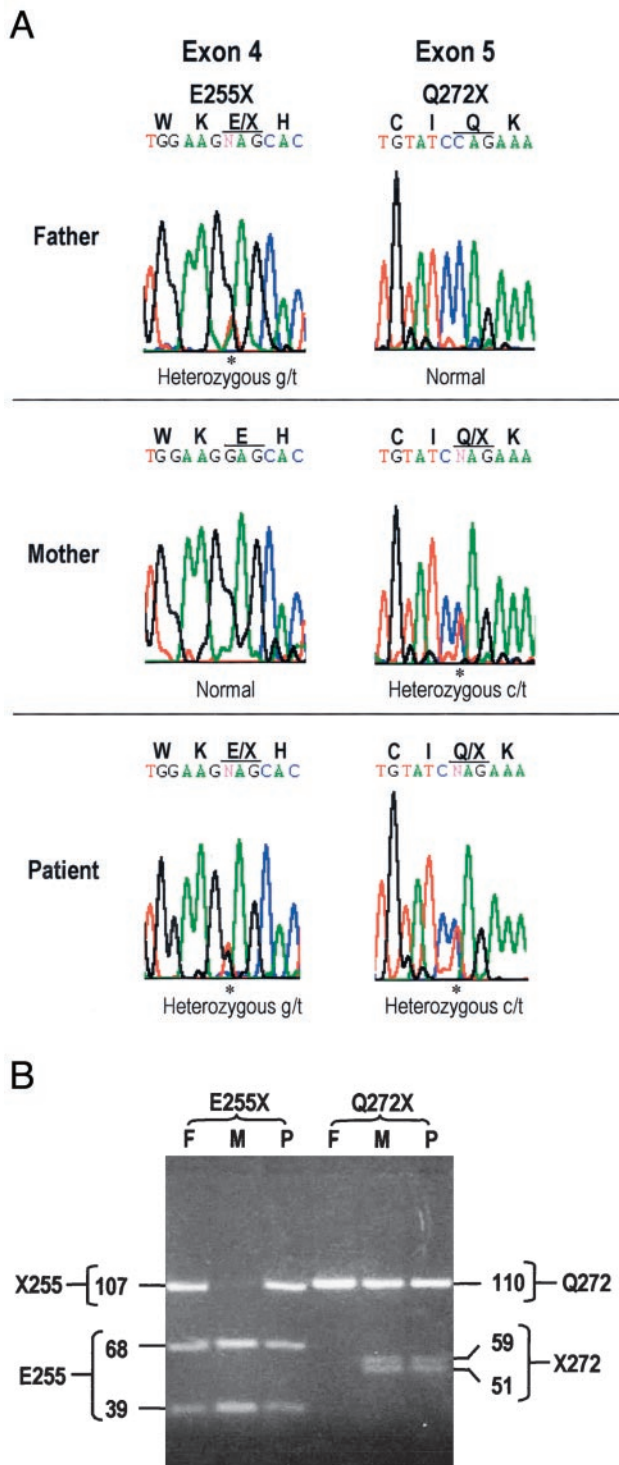 A
Exon 4 Exon 5
E255X Q272X
W K E/X H C I Q K
TGGAAGNAGCAC TGTATCCAGAAA
Father
* 
Heterozygous g/t Normal
W K E H C I Q/X K
TGGAAGGAGCAC TGTATCNAGAAA
Mother
*
Normal Heterozygous c/t
W K E/X H C I Q/X K
TGGAAGNAGCAC TGTATCNAGAAA
Patient
* *
Heterozygous g/t Heterozygous c/t
B
E255X Q272X
F M P F M P
X255 107 110 Q272
68 59
E255 X272
39 51